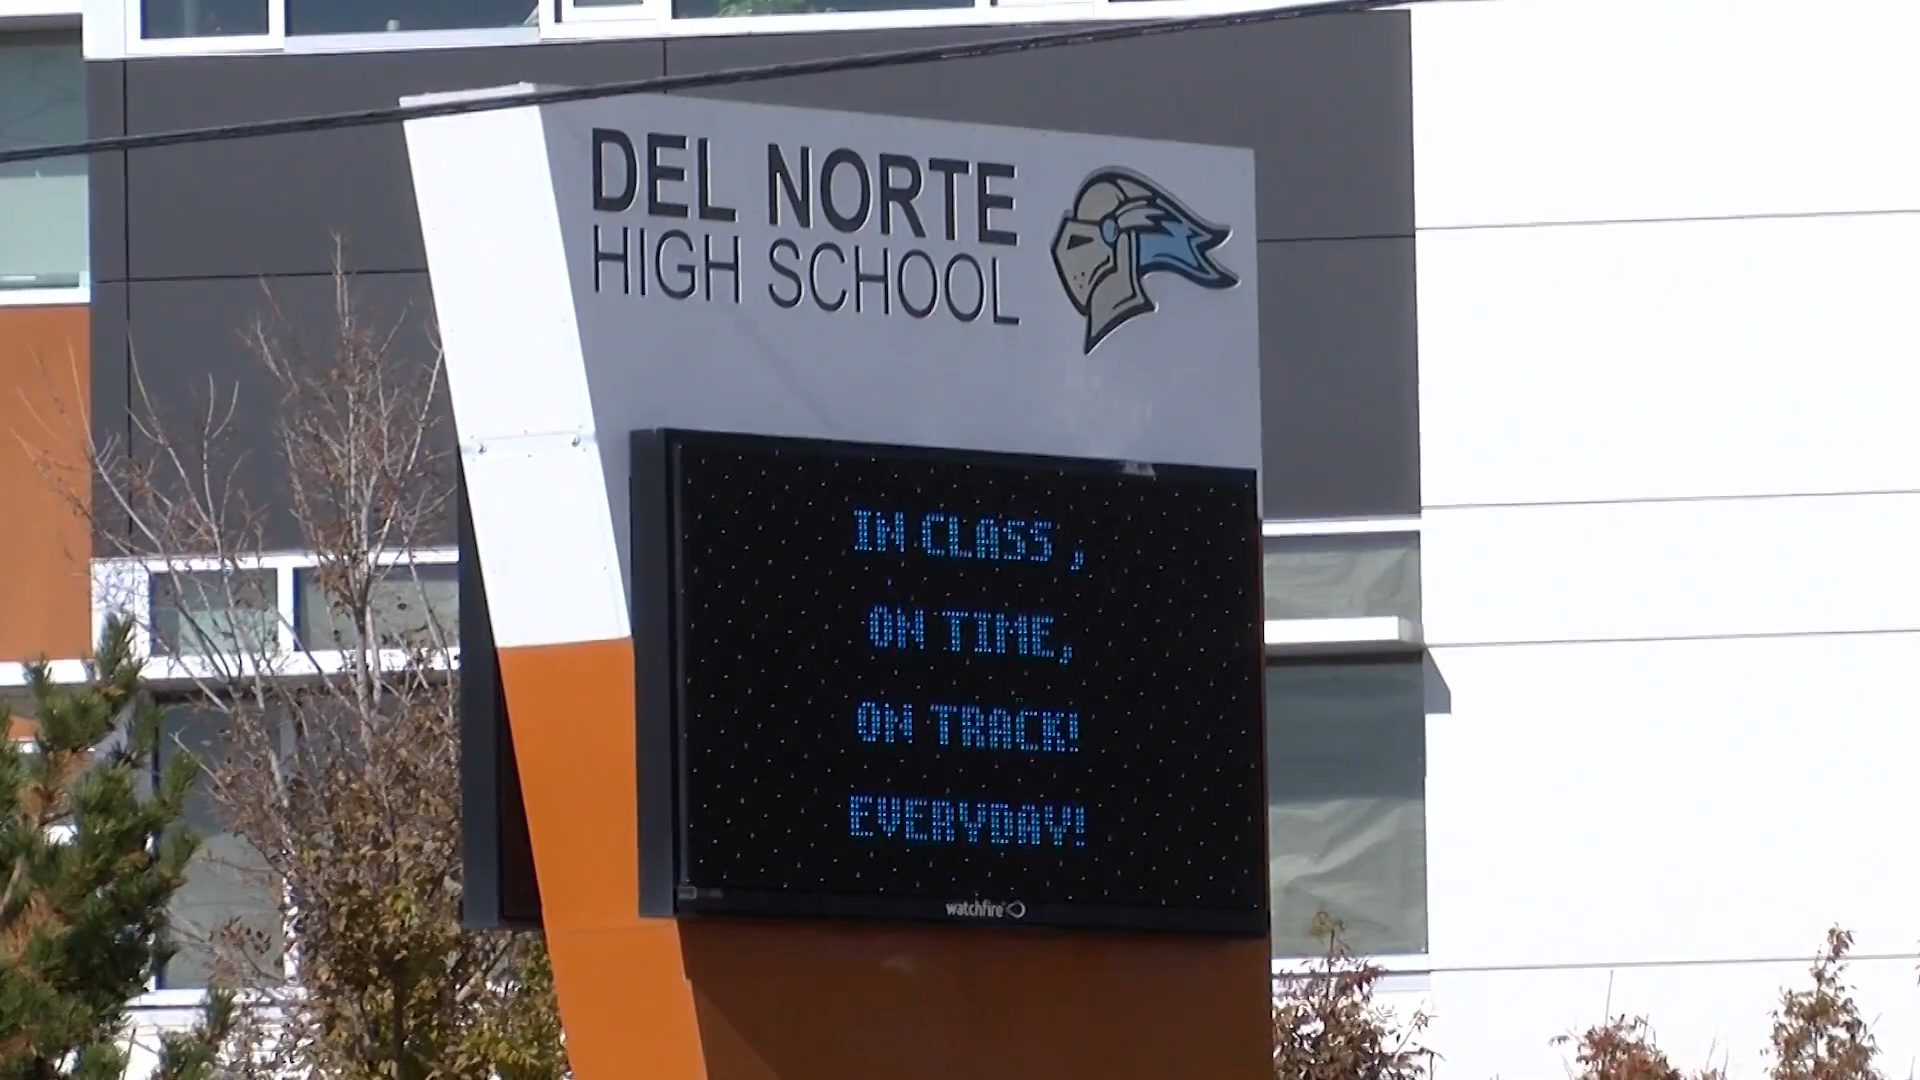 DEL NORTE
HIGH SCHOOL
IN CLASS ,
ON TIME,
ON TRACK!
EVERYDAY!
watchfire